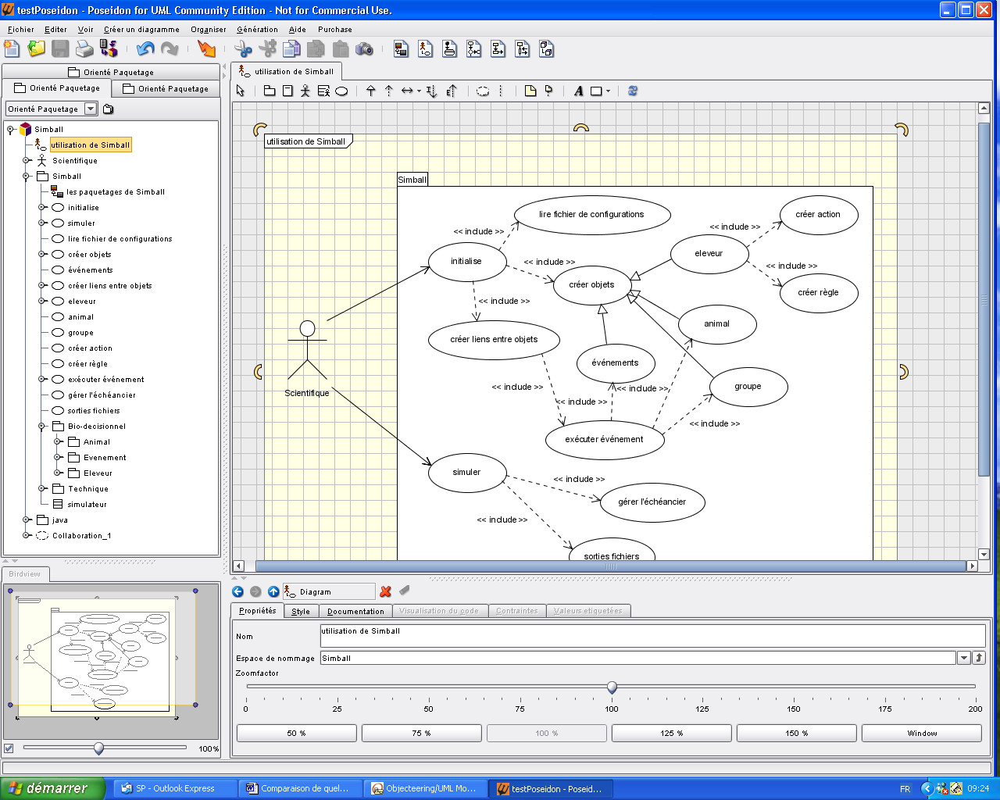 testPoseidon - Poseidon for UML Community Edition - Not for Commercial Use.
Fichier Editer Voir Créer un diagramme Organiser Génération Aide Purchase
Orienté Paquetage
Orienté Paquetage
Orienté Paquetage
Orienté Paquetage
Simball
utilisation de Simball
Scientifique
Simball
les paquetages de Simball
initialise
simuler
lire fichier de configurations
créer objets
événements
créer liens entre objets
eleveur
animal
groupe
créer action
créer règle
exécuter événement
gérer l'échéancier
sorties fichiers
Bio-decisionnel
Animal
Evenement
Eleveur
Technique
simulateur
java
Collaboration_1
Birdview
100%
utilisation de Simball
utilisation de Simball
Simball
lire fichier de configurations
créer action
<< include >>
<< include >>
eleveur
initialise
<< include >>
<< include >>
créer objets
créer règle
<< include >>
animal
créer liens entre objets
événements
<< include >>
<< include >>
groupe
Scientifique
<< include >>
<< include >>
exécuter événement
simuler
<< include >>
gérer l'échéancier
<< include >>
sorties fichiers
Diagram
Propriétés Style Documentation Visualisation du code Contraintes Valeurs etiquetées
Nom
utilisation de Simball
Espace de nommage
Simball
Zoomfactor
0 25 50 75 100 125 150 175 200
50 % 75 % 100 % 125 % 150 % Window
démarrer
SP - Outlook Express
Comparaison de quel...
Objecteering/UML Mo...
testPoseidon - Poseid...
FR
09:24